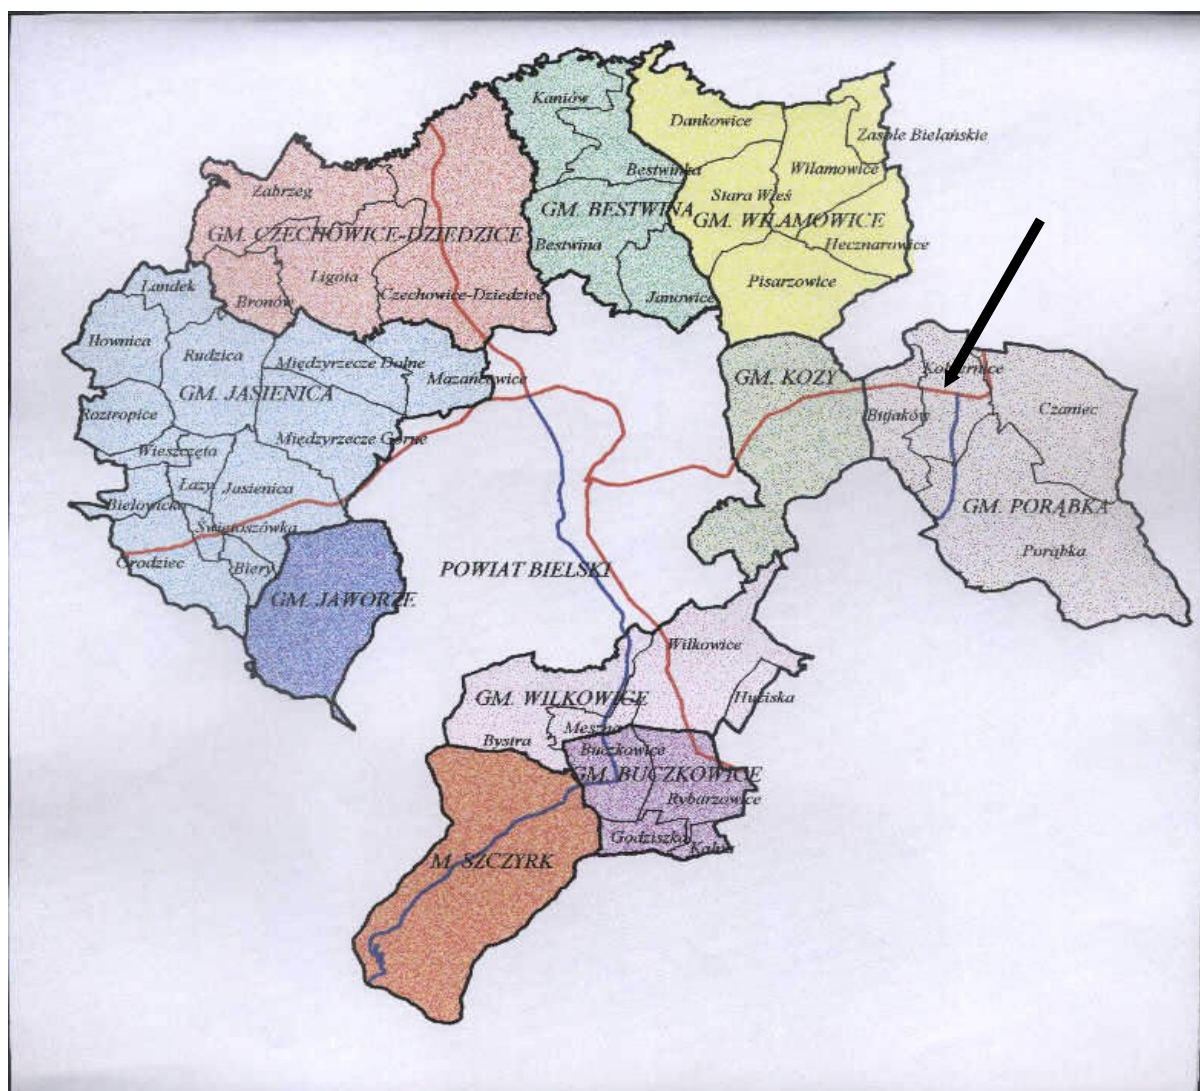 Kaniów
Dankowice
Zasole Bielańskie
Bestwinka
Wilamowice
Zabrzeg
Stara Wieś
GM. BESTWINA
GM. WILAMOWICE
GM. CZECHOWICE-DZIEDZICE
Bestwina
Hecznarowice
Ligota
Landek
Bronów
Czechowice-Dziedzice
Janowice
Pisarzowice
Iłownica
Rudzica
Międzyrzecze Dolne
Mazańcowice
GM. KOZY
Kobiernice
GM. JASIENICA
Roztropice
Bujaków
Czaniec
Międzyrzecze Górne
Wieszczęta
Łazy
Jasienica
Bielowicko
GM. PORĄBKA
Świętoszówka
Grodziec
Biery
POWIAT BIELSKI
Porąbka
GM. JAWORZE
Wilkowice
GM. WILKOWICE
Huciska
Meszna
Bystra
Buczkowice
GM. BUCZKOWICE
Rybarzowice
Godziszka
Kalna
M. SZCZYRK